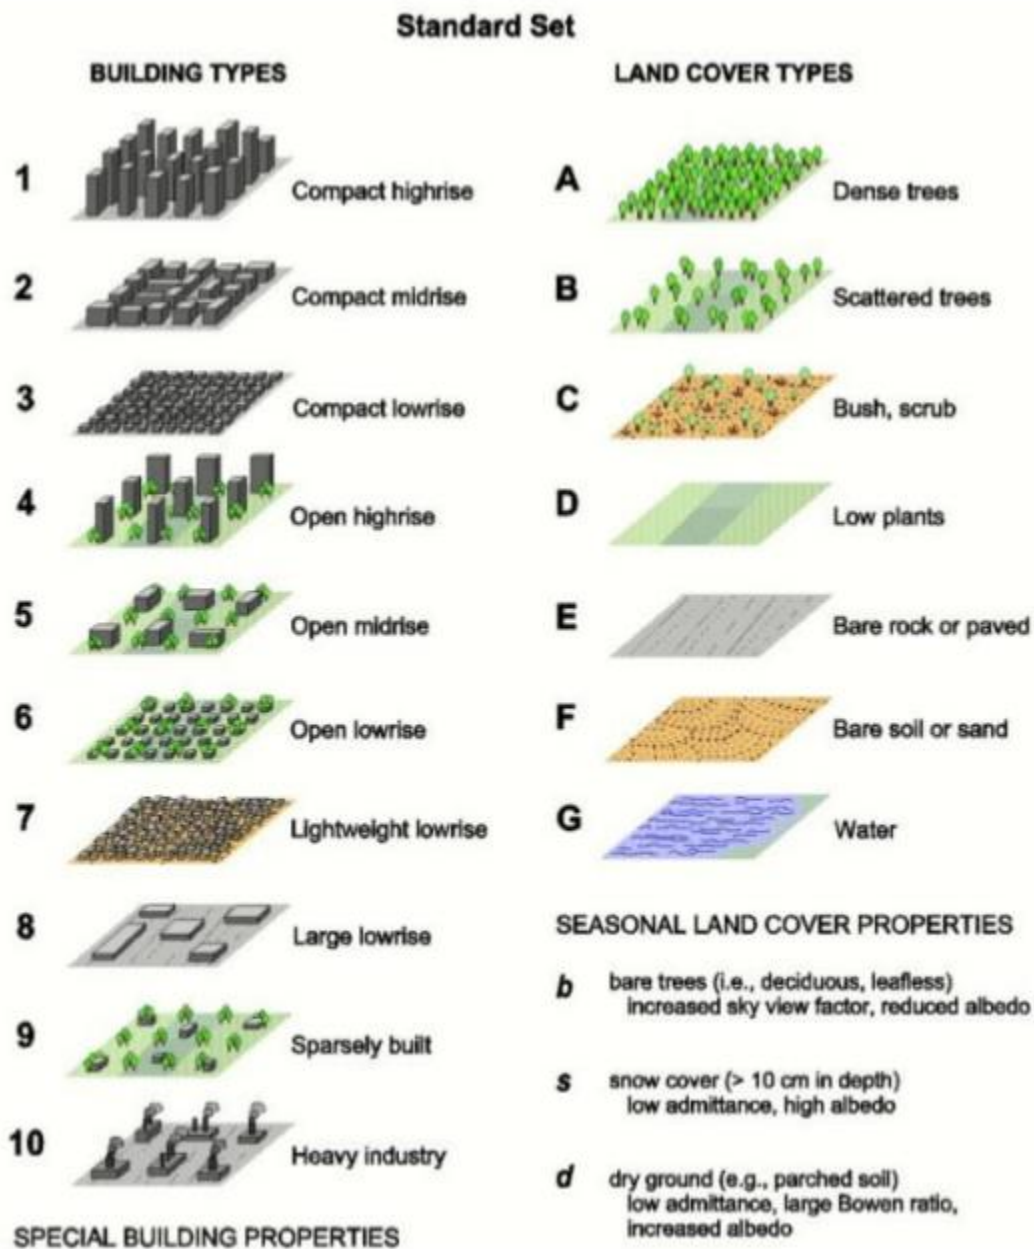 Standard Set
BUILDING TYPES
1 Compact highrise
2 Compact midrise
3 Compact lowrise
4 Open highrise
5 Open midrise
6 Open lowrise
7 Lightweight lowrise
8 Large lowrise
9 Sparsely built
10 Heavy industry
SPECIAL BUILDING PROPERTIES
LAND COVER TYPES
A Dense trees
B Scattered trees
C Bush, scrub
D Low plants
E Bare rock or paved
F Bare soil or sand
G Water
SEASONAL LAND COVER PROPERTIES
b bare trees (i.e., deciduous, leafless)
increased sky view factor, reduced albedo
s snow cover (> 10 cm in depth)
low admittance, high albedo
d dry ground (e.g., parched soil)
low admittance, large Bowen ratio,
increased albedo